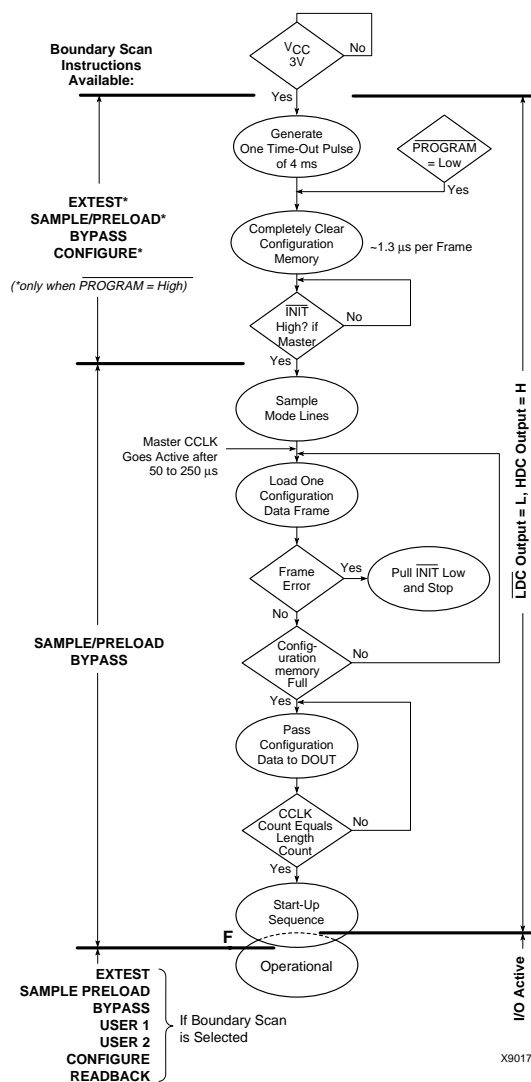 Boundary Scan
Instructions
Available:
VCC
3V
No
Yes
Generate
One Time-Out Pulse
of 4 ms
PROGRAM
= Low
Yes
EXTEST*
SAMPLE/PRELOAD*
BYPASS
CONFIGURE*
(*only when PROGRAM = High)
Completely Clear
Configuration
Memory
~1.3 µs per Frame
INIT
High? if
Master
No
Yes
Sample
Mode Lines
Master CCLK
Goes Active after
50 to 250 µs
Load One
Configuration
Data Frame
Frame
Error
Yes
Pull INIT Low
and Stop
No
SAMPLE/PRELOAD
BYPASS
Config-
uration
memory
Full
No
Yes
Pass
Configuration
Data to DOUT
CCLK
Count Equals
Length
Count
No
Yes
Start-Up
Sequence
F
Operational
LDC Output = L, HDC Output = H
I/O Active
EXTEST
SAMPLE PRELOAD
BYPASS
USER 1
USER 2
CONFIGURE
READBACK
If Boundary Scan
is Selected
X9017